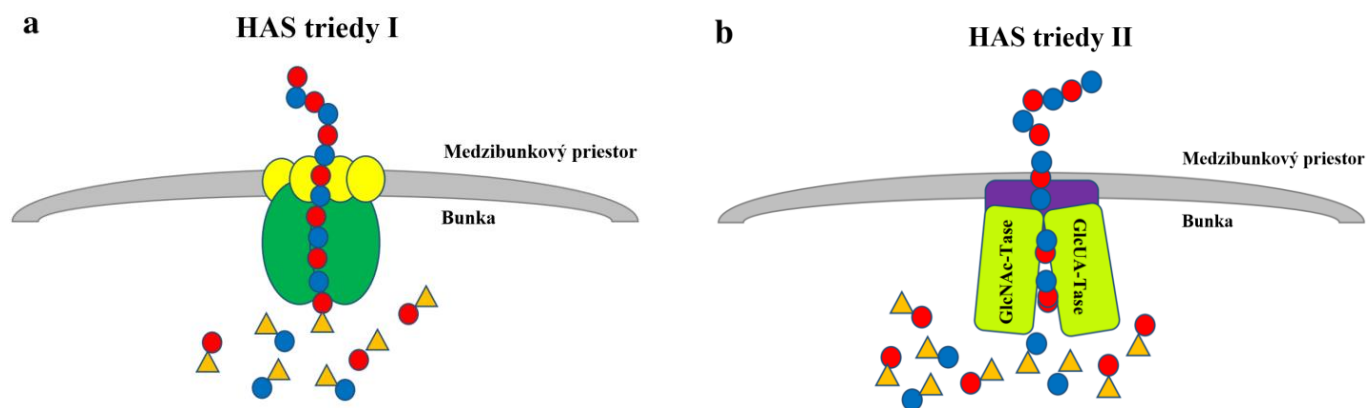 a
HAS triedy I
Medzibunkový priestor
Bunka
b
HAS triedy II
Medzibunkový priestor
Bunka
GlcNAc-Tase
GlcUA-Tase